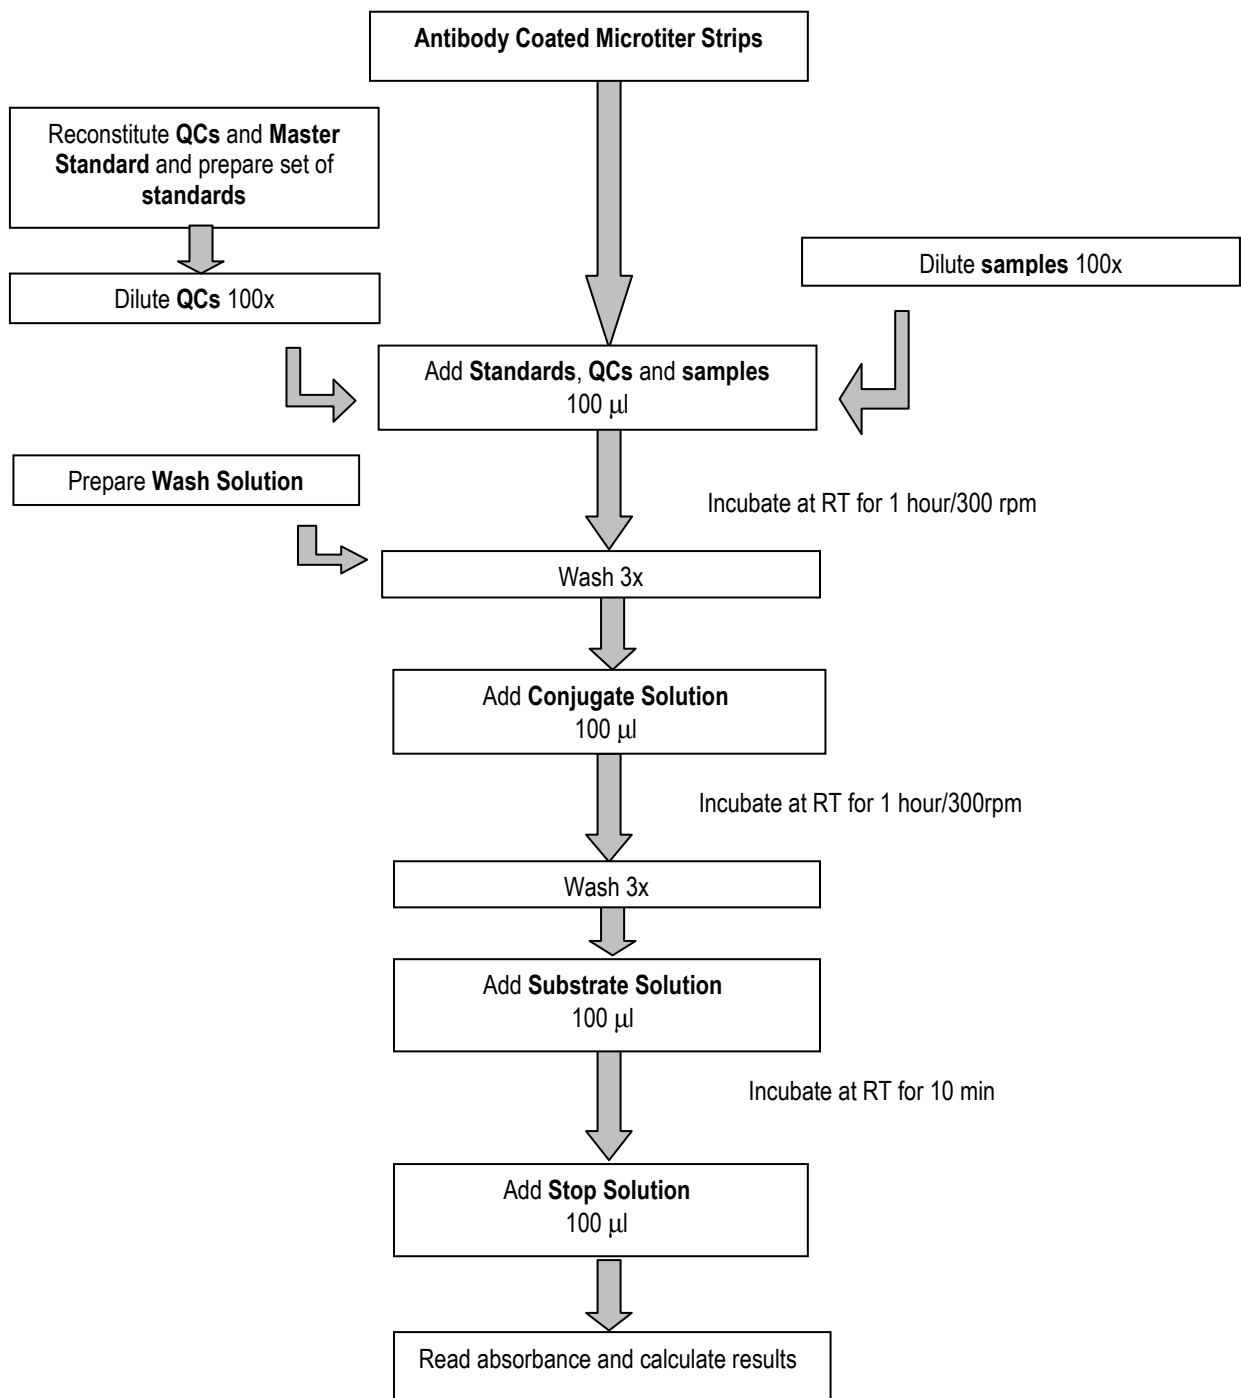 Antibody Coated Microtiter Strips
Reconstitute QCs and Master
Standard and prepare set of
standards
Dilute QCs 100x
Dilute samples 100x
Add Standards, QCs and samples
100 µl
Prepare Wash Solution
Incubate at RT for 1 hour/300 rpm
Wash 3x
Add Conjugate Solution
100 µl
Incubate at RT for 1 hour/300rpm
Wash 3x
Add Substrate Solution
100 µl
Incubate at RT for 10 min
Add Stop Solution
100 µl
Read absorbance and calculate results